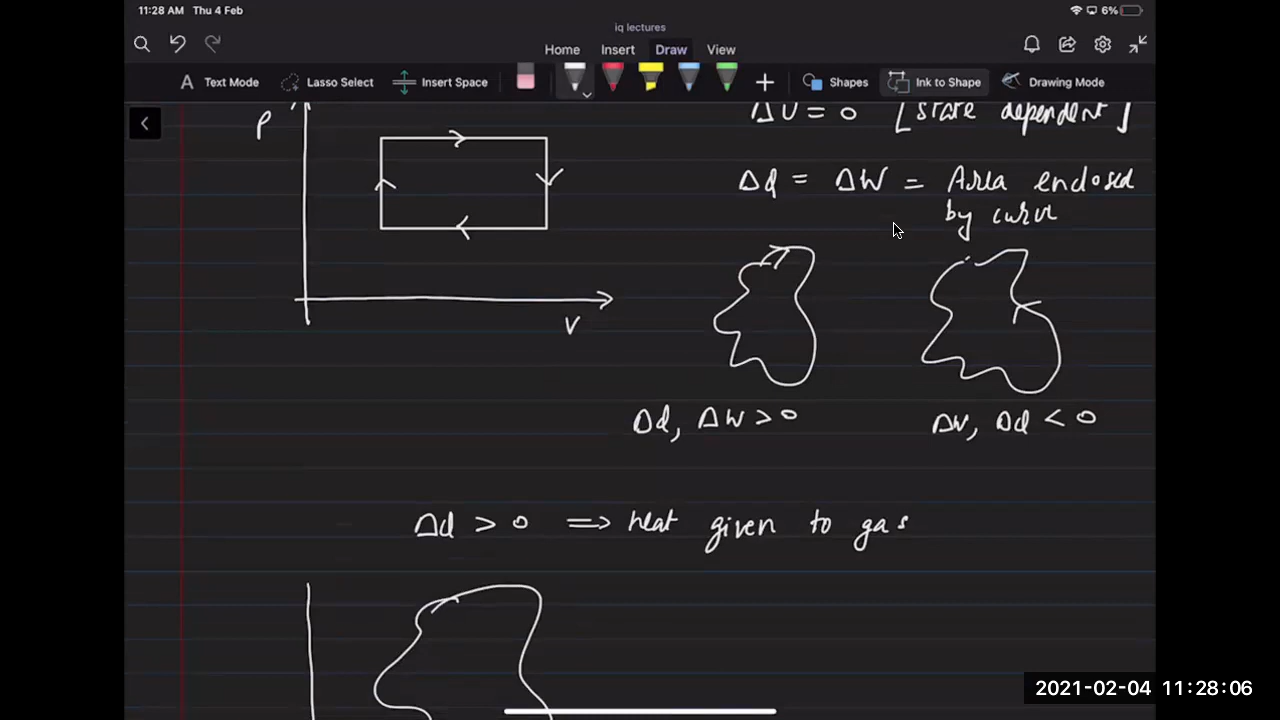 11:28 AM Thu 4 Feb
6%
iq lectures
Home Insert Draw View
Text Mode Lasso Select Insert Space Shapes Ink to Shape Drawing Mode
P
V
ΔU = 0 [State dependent]
ΔQ = ΔW = Area enclosed
by curve
ΔQ, ΔW > 0
ΔW, ΔQ < 0
ΔQ > 0 ⇒ heat given to gas
2021-02-04 11:28:06